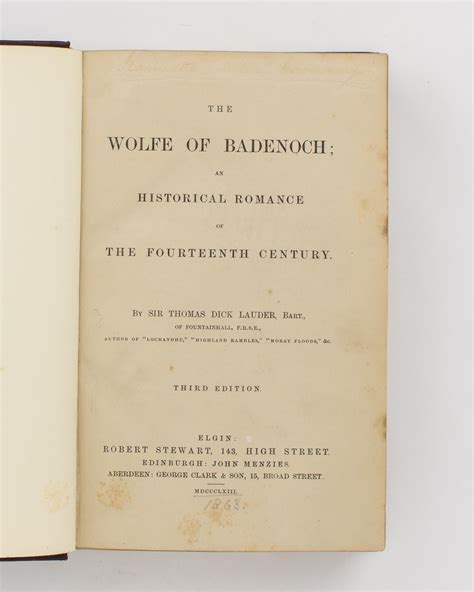 THE
WOLFE OF BADENOCH;
AN
HISTORICAL ROMANCE
OF
THE FOURTEENTH CENTURY.
BY SIR THOMAS DICK LAUDER, BART.,
OF FOUNTAINHALL, F.R.S.E.,
AUTHOR OF "LOCHANDHU," "HIGHLAND RAMBLES," "MORAY FLOODS," &c.
THIRD EDITION.
ELGIN:
ROBERT STEWART, 143, HIGH STREET.
EDINBURGH: JOHN MENZIES.
ABERDEEN: GEORGE CLARK & SON, 15, BROAD STREET.
MDCCCLXIII.
1863.